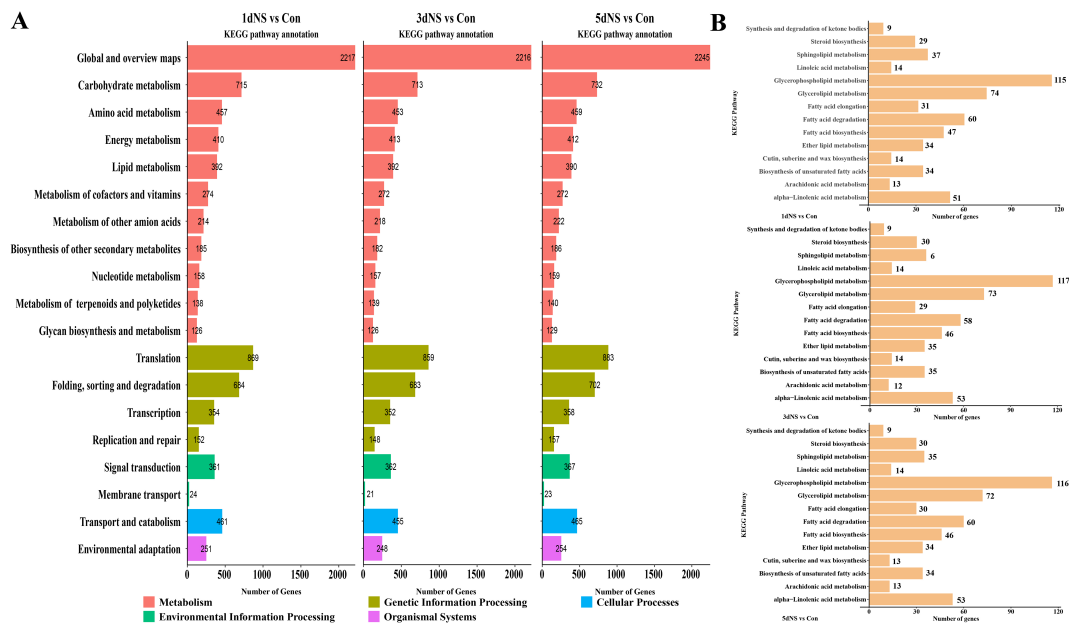 A
1dNS vs Con
3dNS vs Con
5dNS vs Con
KEGG pathway annotation
KEGG pathway annotation
KEGG pathway annotation
Global and overview maps 2217 2216 2245
Carbohydrate metabolism 715 713 732
Amino acid metabolism 457 453 459
Energy metabolism 410 413 412
Lipid metabolism 392 392 390
Metabolism of cofactors and vitamins 274 272 272
Metabolism of other amion acids 214 218 222
Biosynthesis of other secondary metabolites 185 182 186
Nucleotide metabolism 158 157 159
Metabolism of terpenoids and polyketides 138 139 140
Glycan biosynthesis and metabolism 126 126 129
Translation 869 859 883
Folding, sorting and degradation 684 683 702
Transcription 354 352 358
Replication and repair 152 148 157
Signal transduction 361 362 367
Membrane transport 24 21 23
Transport and catabolism 461 455 465
Environmental adaptation 251 248 254
0 500 1000 1500 2000 0 500 1000 1500 2000 0 500 1000 1500 2000
Number of Genes Number of Genes Number of Genes
Metabolism Genetic Information Processing Cellular Processes
Environmental Information Processing Organismal Systems
B
KEGG Pathway
Synthesis and degradation of ketone bodies 9
Steroid biosynthesis 29
Sphingolipid metabolism 37
Linoleic acid metabolism 14
Glycerophospholipid metabolism 115
Glycerolipid metabolism 74
Fatty acid elongation 31
Fatty acid degradation 60
Fatty acid biosynthesis 47
Ether lipid metabolism 34
Cutin, suberine and wax biosynthesis 14
Biosynthesis of unsaturated fatty acids 34
Arachidonic acid metabolism 13
alpha−Linolenic acid metabolism 51
0 30 60 90 120
1dNS vs Con Number of genes
KEGG Pathway
Synthesis and degradation of ketone bodies 9
Steroid biosynthesis 30
Sphingolipid metabolism 6
Linoleic acid metabolism 14
Glycerophospholipid metabolism 117
Glycerolipid metabolism 73
Fatty acid elongation 29
Fatty acid degradation 58
Fatty acid biosynthesis 46
Ether lipid metabolism 35
Cutin, suberine and wax biosynthesis 14
Biosynthesis of unsaturated fatty acids 35
Arachidonic acid metabolism 12
alpha−Linolenic acid metabolism 53
0 30 60 90 120
3dNS vs Con Number of genes
KEGG Pathway
Synthesis and degradation of ketone bodies 9
Steroid biosynthesis 30
Sphingolipid metabolism 35
Linoleic acid metabolism 14
Glycerophospholipid metabolism 116
Glycerolipid metabolism 72
Fatty acid elongation 30
Fatty acid degradation 60
Fatty acid biosynthesis 46
Ether lipid metabolism 34
Cutin, suberine and wax biosynthesis 13
Biosynthesis of unsaturated fatty acids 34
Arachidonic acid metabolism 13
alpha−Linolenic acid metabolism 53
0 30 60 90 120
5dNS vs Con Number of genes